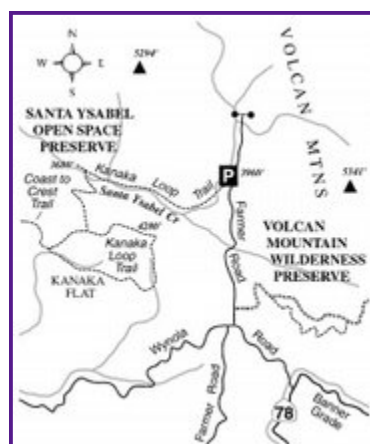 N
W E
S
5194'
VOLCAN
MTNS
SANTA YSABEL
OPEN SPACE
PRESERVE
Kanaka
Loop
Trail
P
3960'
5341'
Coast to
Crest Trail
Santa Ysabel Cr
Farmer
Road
VOLCAN
MOUNTAIN
WILDERNESS
PRESERVE
Kanaka
Loop
Trail
KANAKA
FLAT
Wynola
Road
Farmer Road
Banner
Grade
78